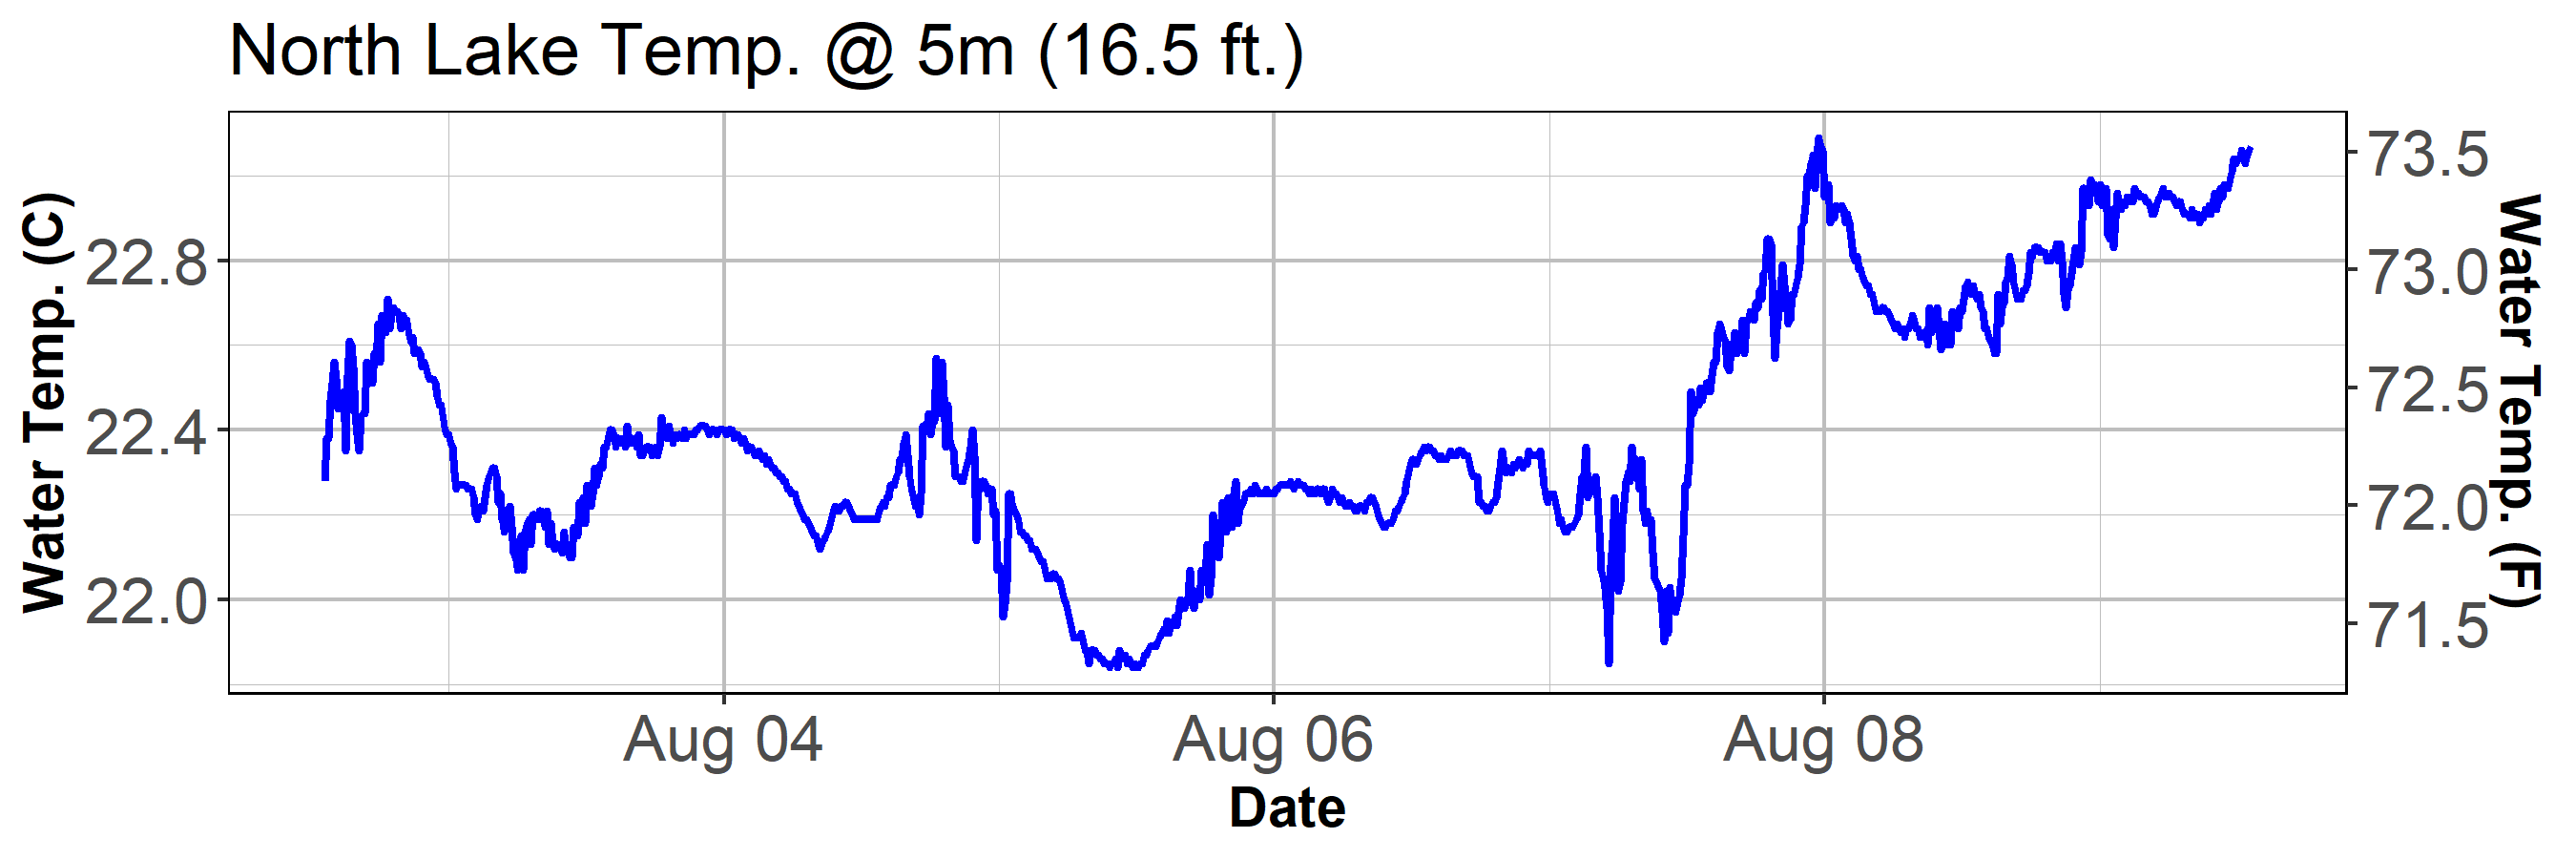 North Lake Temp. @ 5m (16.5 ft.)
Water Temp. (C)
22.8
22.4
22.0
73.5
73.0
72.5
72.0
71.5
Water Temp. (F)
Aug 04
Aug 06
Aug 08
Date